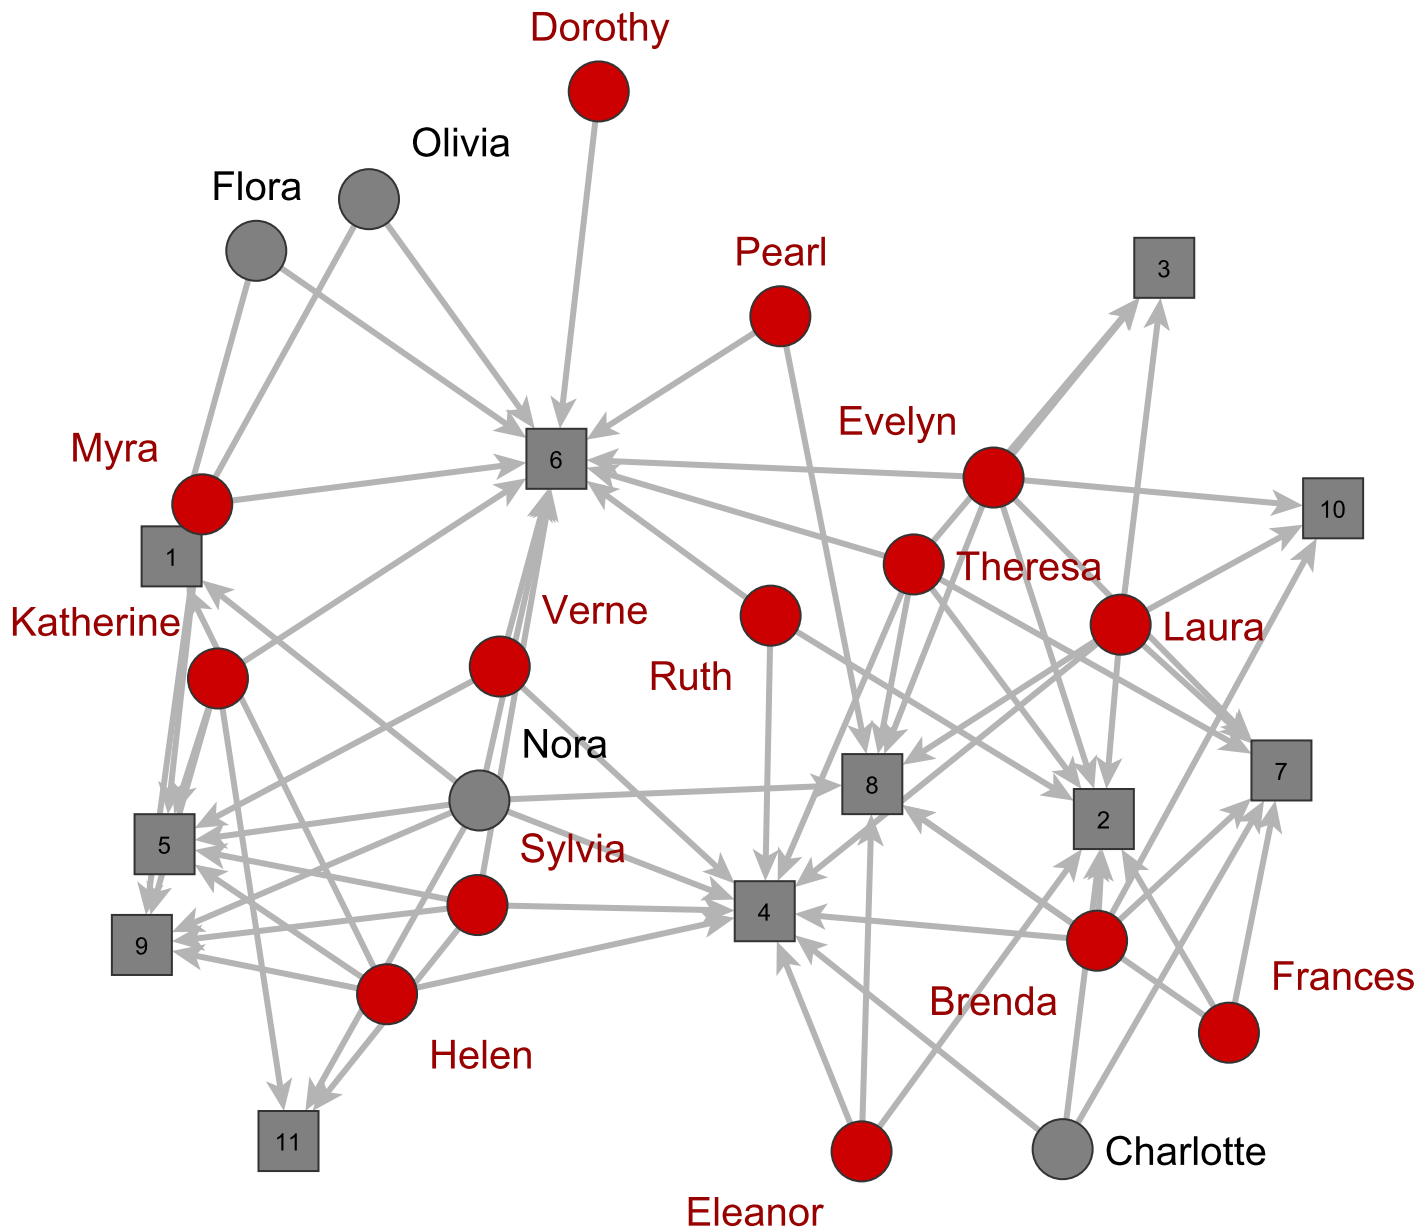 Dorothy
Olivia
Flora
Pearl
3
Evelyn
Myra
6
10
1
Theresa
Katherine
Verne
Laura
Ruth
Nora
7
8
2
5
Sylvia
4
9
Frances
Brenda
Helen
11
Charlotte
Eleanor